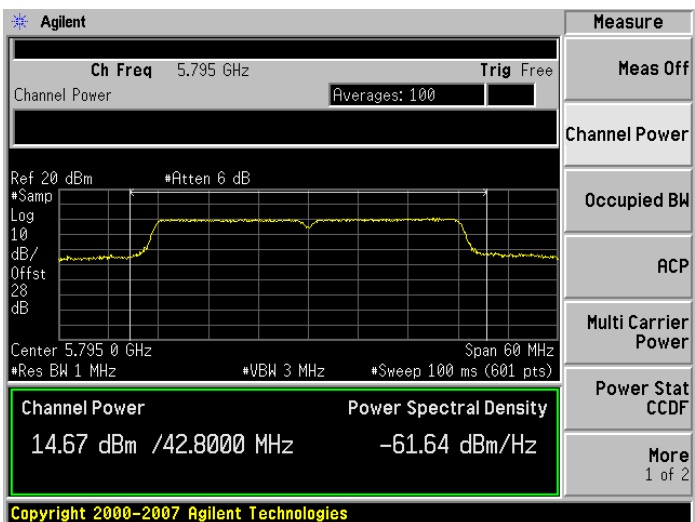 Agilent
Measure
Ch Freq 5.795 GHz Trig Free
Channel Power Averages: 100
Meas Off
Channel Power
Occupied BW
ACP
Multi Carrier
Power
Power Stat
CCDF
More
1 of 2
Ref 20 dBm #Atten 6 dB
#Samp
Log
10
dB/
Offst
28
dB
Center 5.795 0 GHz Span 60 MHz
#Res BW 1 MHz #VBW 3 MHz #Sweep 100 ms (601 pts)
Channel Power Power Spectral Density
14.67 dBm /42.8000 MHz -61.64 dBm/Hz
Copyright 2000-2007 Agilent Technologies